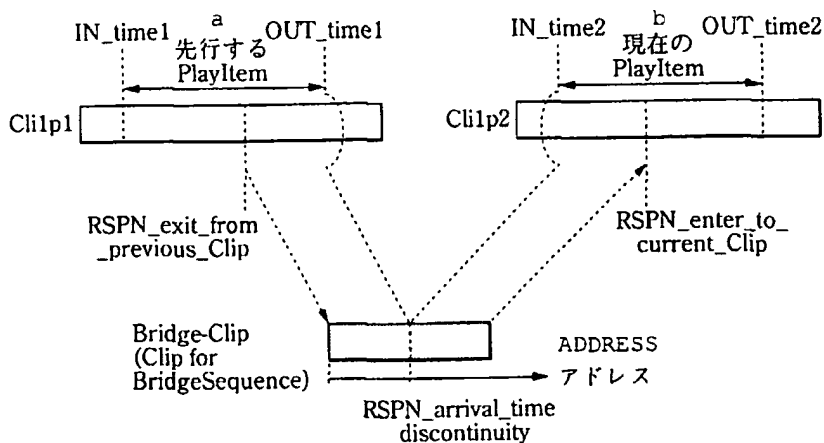 a
IN_time1
先行する
OUT_time1
PlayItem
Cli1p1
RSPN_exit_from
_previous_Clip
b
IN_time2
現在の
OUT_time2
PlayItem
Cli1p2
RSPN_enter_to_
current_Clip
Bridge-Clip
(Clip for
BridgeSequence)
ADDRESS
アドレス
RSPN_arrival_time
discontinuity